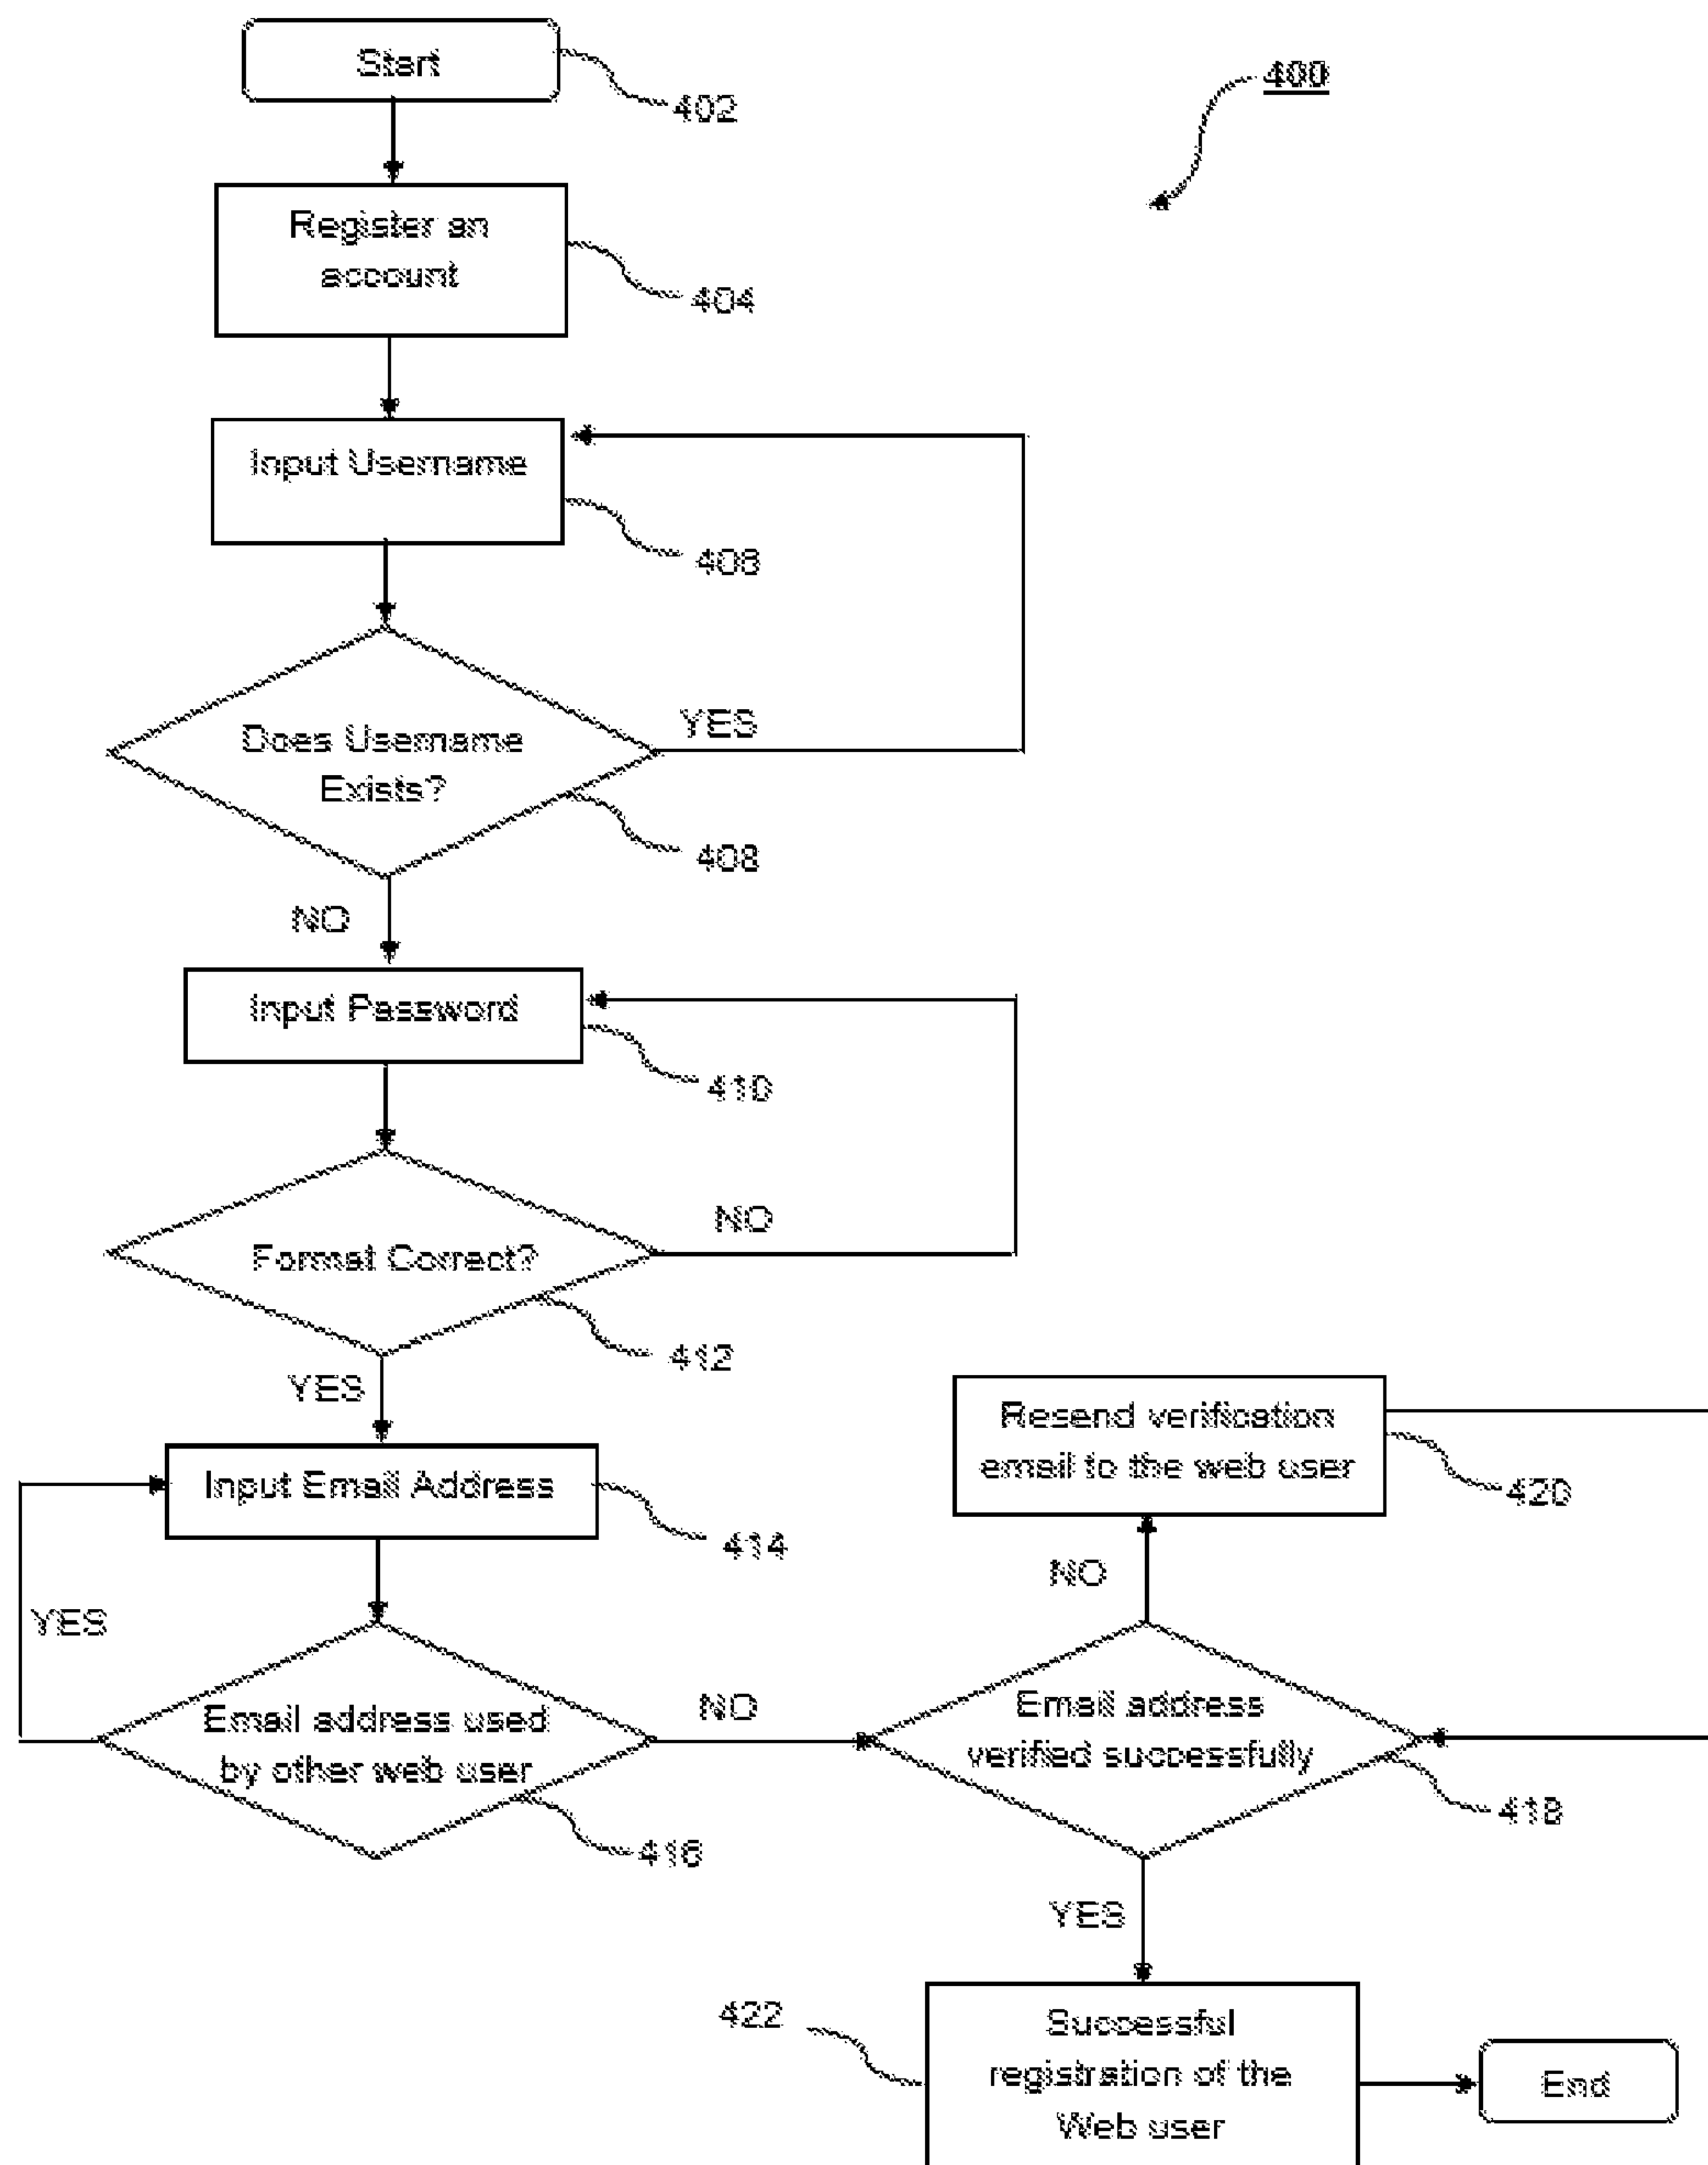 Start
402
400
Register an
account
404
Input Username
406
Does Username
Exists?
YES
408
NO
Input Password
410
Format Correct?
NO
412
YES
Input Email Address
414
YES
Email address used
by other web user
416
NO
Resend verification
email to the web user
420
NO
Email address
verified successfully
418
YES
422
Successful
registration of the
Web user
End